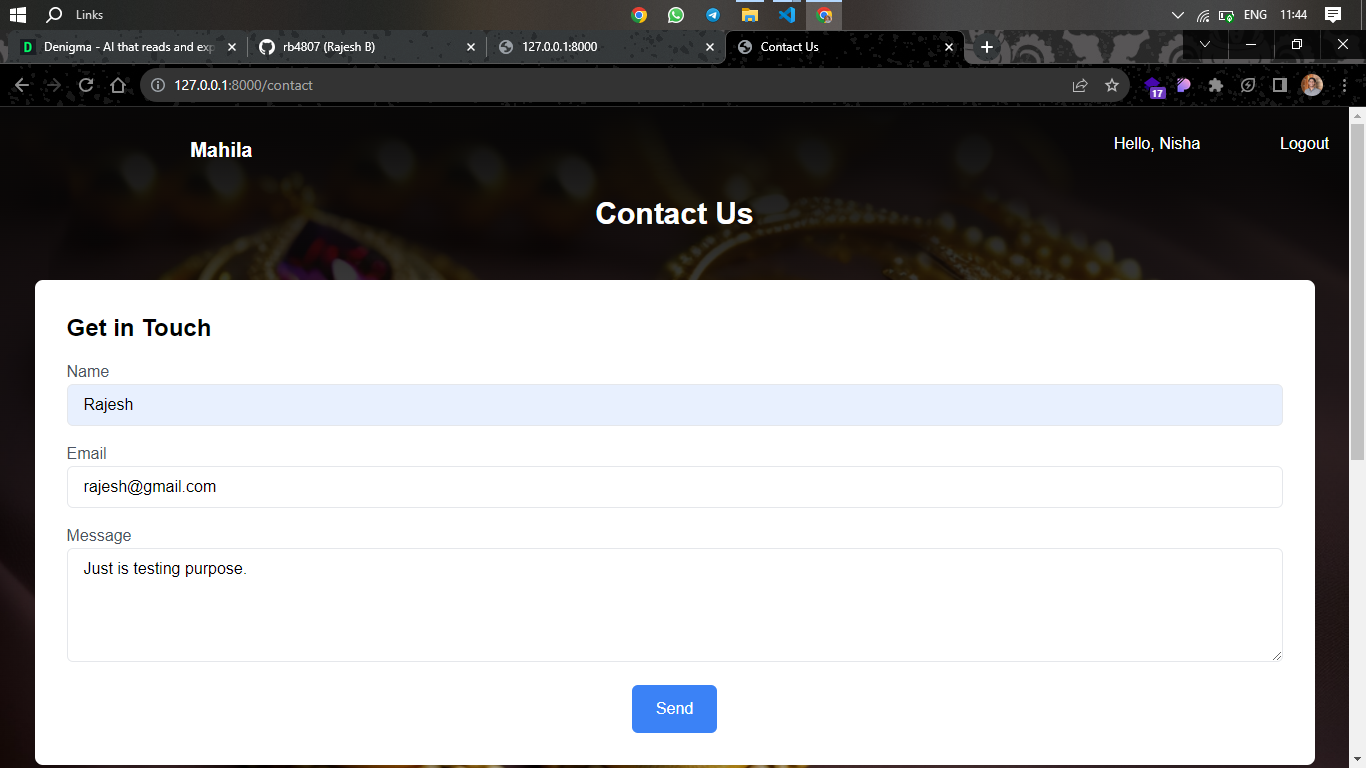 Links
ENG 11:44
Denigma - AI that reads and exp
rb4807 (Rajesh B)
127.0.0.1:8000
Contact Us
127.0.0.1:8000/contact
17
Mahila
Hello, Nisha
Logout
Contact Us
Get in Touch
Name
Rajesh
Email
rajesh@gmail.com
Message
Just is testing purpose.
Send